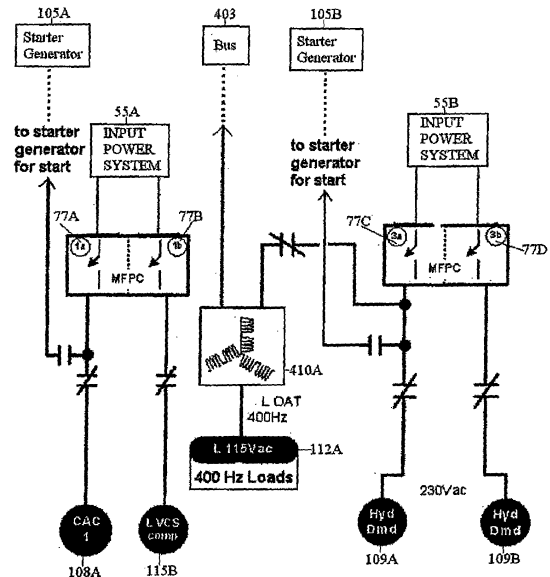 105A
403
105B
Starter
Generator
Bus
Starter
Generator
55A
55B
INPUT
POWER
SYSTEM
INPUT
POWER
SYSTEM
to starter
generator
for start
to starter
generator
for start
77A
77B
77C
77D
1a
1b
3a
3b
MFPC
MFPC
410A
L OAT
400Hz
L 115Vac
112A
400 Hz Loads
230Vac
CAC
1
L VCS
comp
Hyd
Dmd
Hyd
Dmd
108A
115B
109A
109B